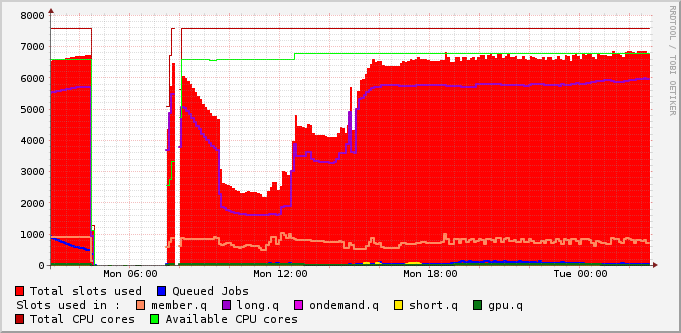 8000
7000
6000
5000
4000
3000
2000
1000
0
Mon 06:00 Mon 12:00 Mon 18:00 Tue 00:00
Total slots used Queued Jobs
Slots used in : member.q long.q ondemand.q short.q gpu.q
Total CPU cores Available CPU cores
RRDTOOL / TOBI OETIKER